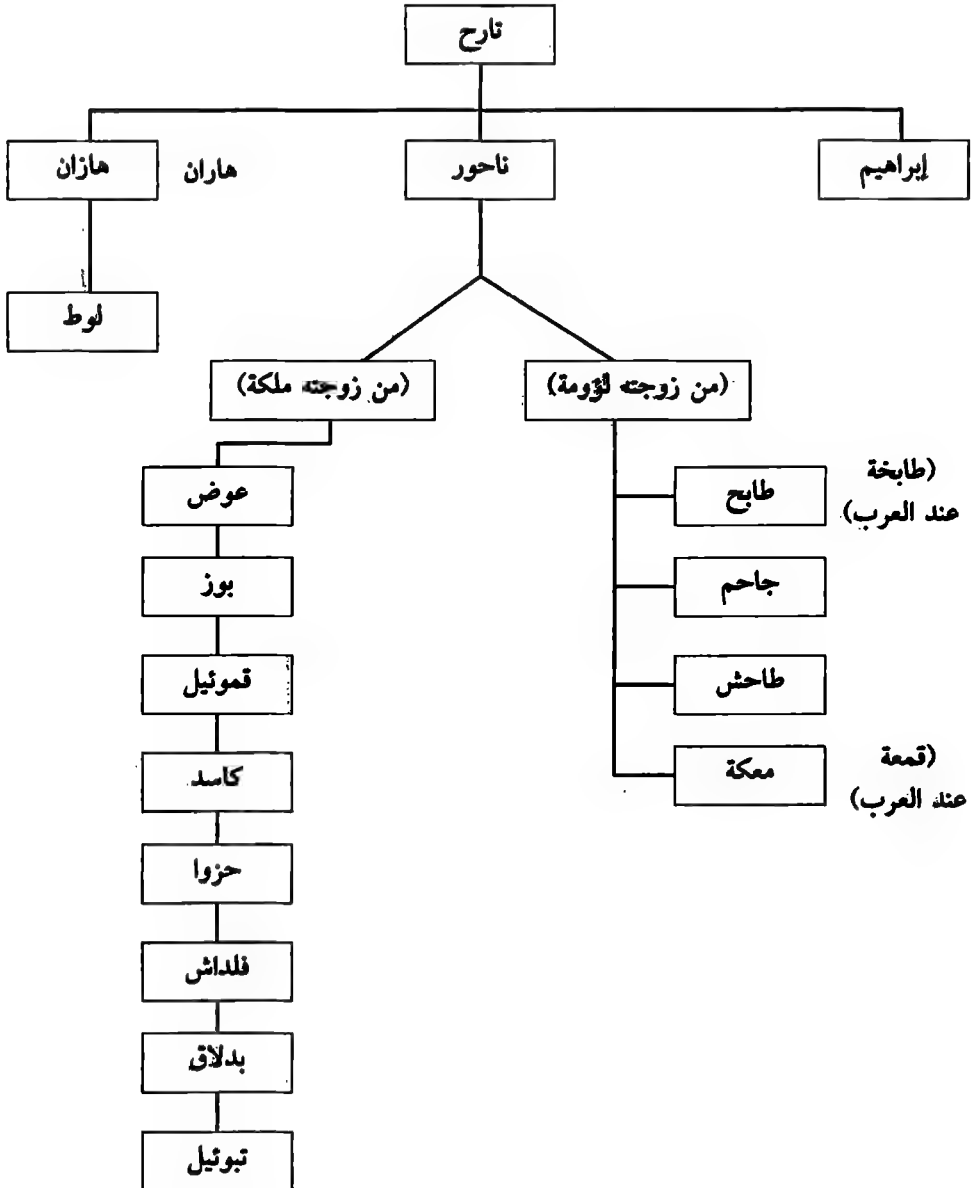 تارح
إبراهيم
ناحور
هاران
هازان
لوط
(من زوجته لؤومة)
(من زوجته ملكة)
(طابخة
عند العرب)
طابح
جاحم
طاحش
معكة
(قمعة
عند العرب)
عوض
بوز
قموئيل
كاسد
حزوا
فلداش
بدلاق
تبوئيل